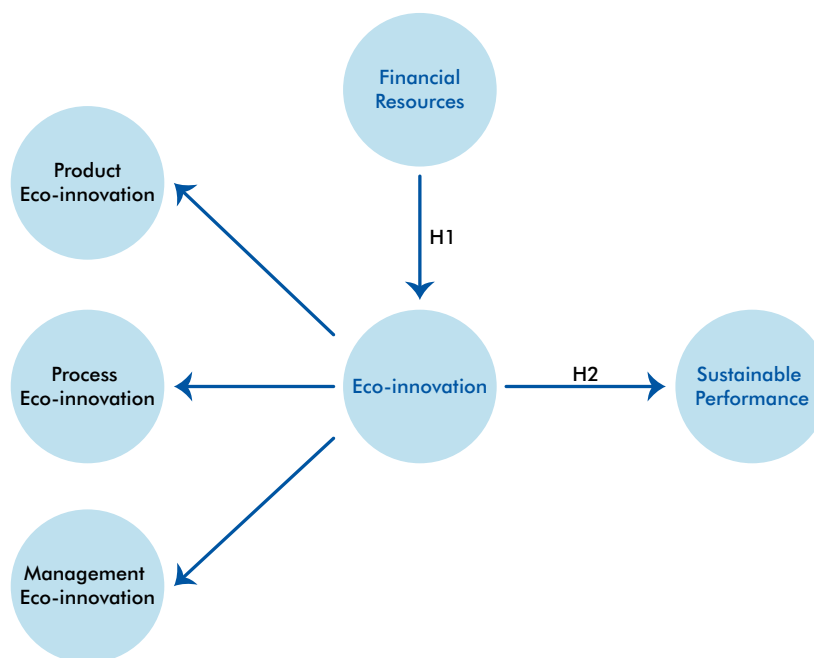 Financial
Resources
Product
Eco-innovation
H1
Process
Eco-innovation
Eco-innovation
H2
Sustainable
Performance
Management
Eco-innovation